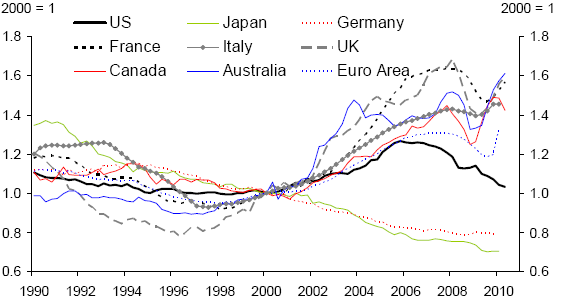 2000 = 1 2000 = 1
US Japan Germany
France Italy UK
Canada Australia Euro Area
1.8 1.8
1.6 1.6
1.4 1.4
1.2 1.2
1.0 1.0
0.8 0.8
0.6 0.6
1990 1992 1994 1996 1998 2000 2002 2004 2006 2008 2010